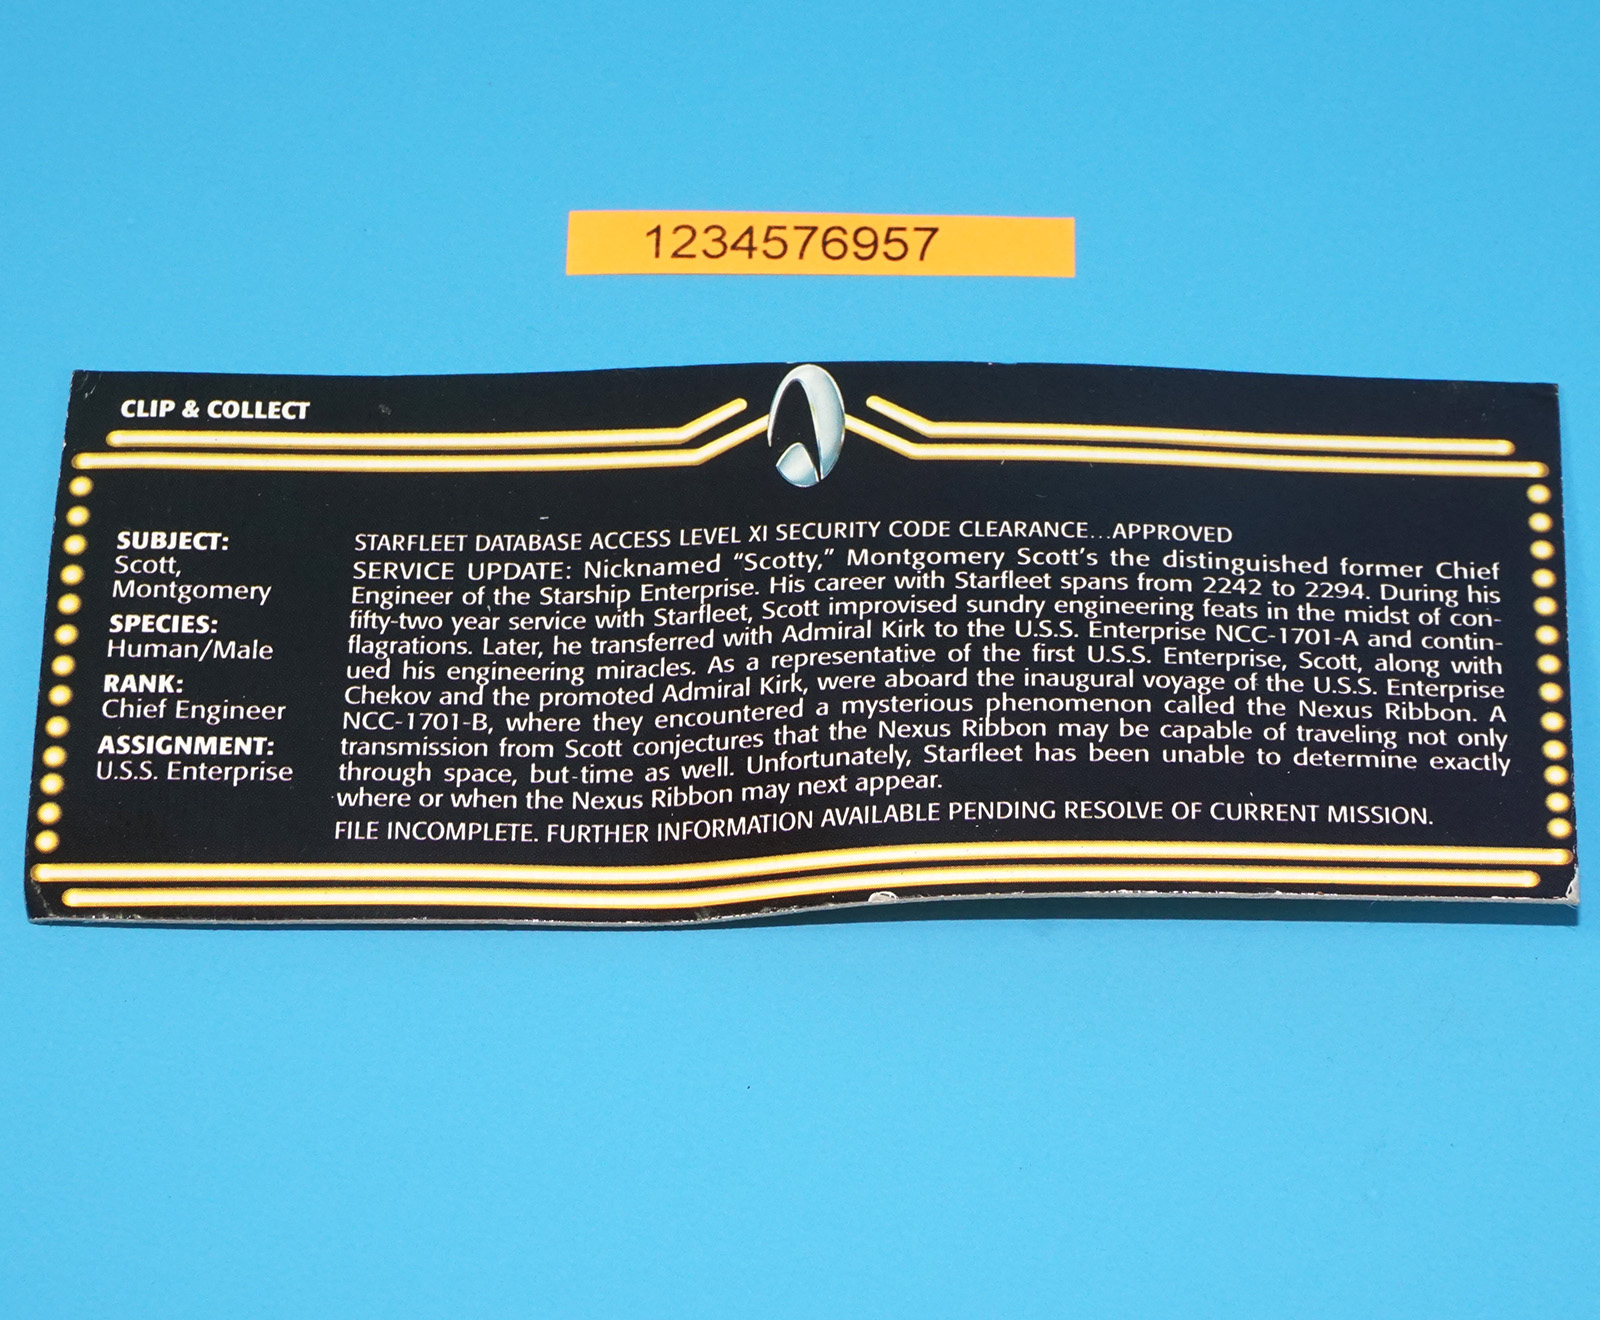 1234576957
CLIP & COLLECT
SUBJECT:
Scott,
Montgomery
SPECIES:
Human/Male
RANK:
Chief Engineer
ASSIGNMENT:
U.S.S. Enterprise
STARFLEET DATABASE ACCESS LEVEL XI SECURITY CODE CLEARANCE...APPROVED
SERVICE UPDATE: Nicknamed “Scotty,” Montgomery Scott’s the distinguished former Chief
Engineer of the Starship Enterprise. His career with Starfleet spans from 2242 to 2294. During his
fifty-two year service with Starfleet, Scott improvised sundry engineering feats in the midst of con-
flagrations. Later, he transferred with Admiral Kirk to the U.S.S. Enterprise NCC-1701-A and contin-
ued his engineering miracles. As a representative of the first U.S.S. Enterprise, Scott, along with
Chekov and the promoted Admiral Kirk, were aboard the inaugural voyage of the U.S.S. Enterprise
NCC-1701-B, where they encountered a mysterious phenomenon called the Nexus Ribbon. A
transmission from Scott conjectures that the Nexus Ribbon may be capable of traveling not only
through space, but time as well. Unfortunately, Starfleet has been unable to determine exactly
where or when the Nexus Ribbon may next appear.
FILE INCOMPLETE. FURTHER INFORMATION AVAILABLE PENDING RESOLVE OF CURRENT MISSION.